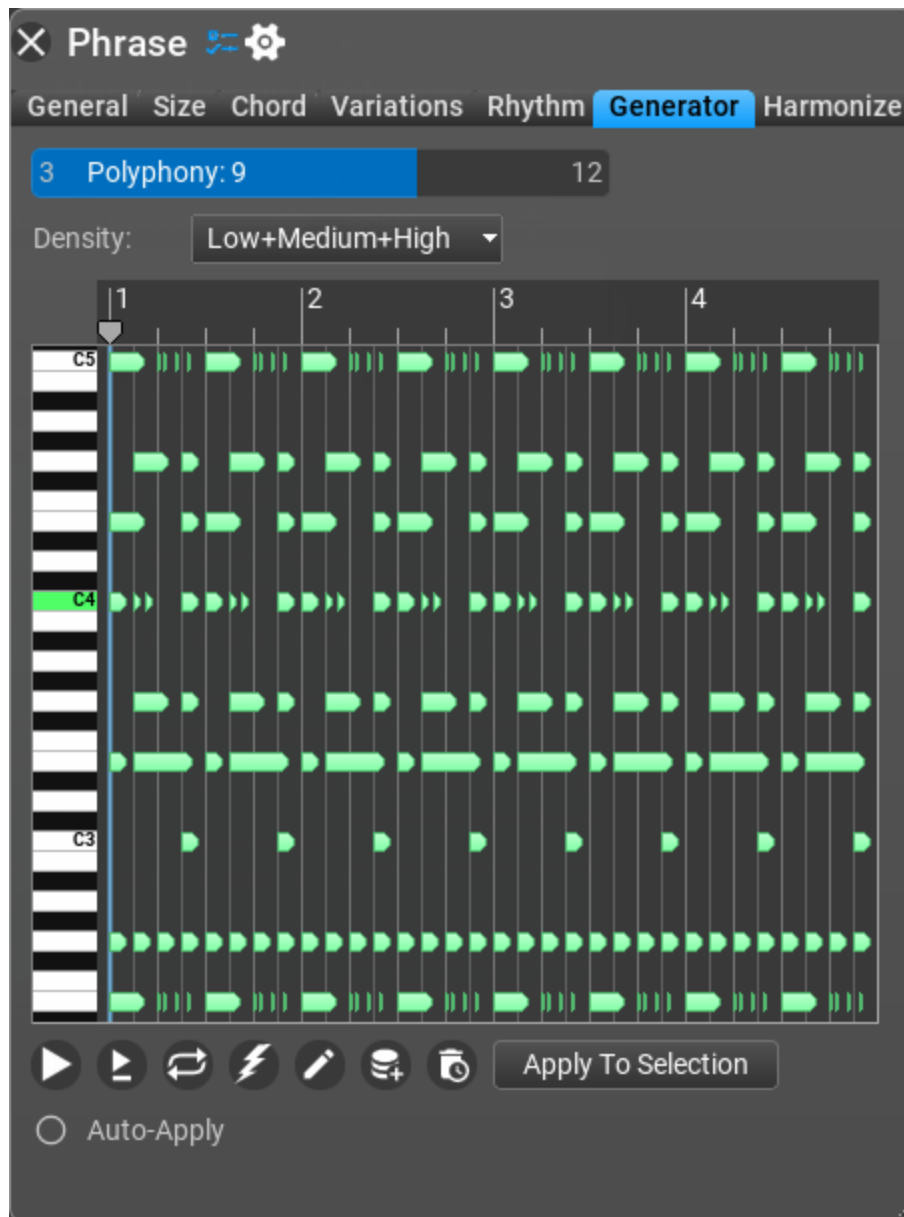 Phrase
General Size Chord Variations Rhythm Generator Harmonize
3 Polyphony: 9 12
Density: Low+Medium+High
1 2 3 4
C5
C4
C3
Apply To Selection
Auto-Apply